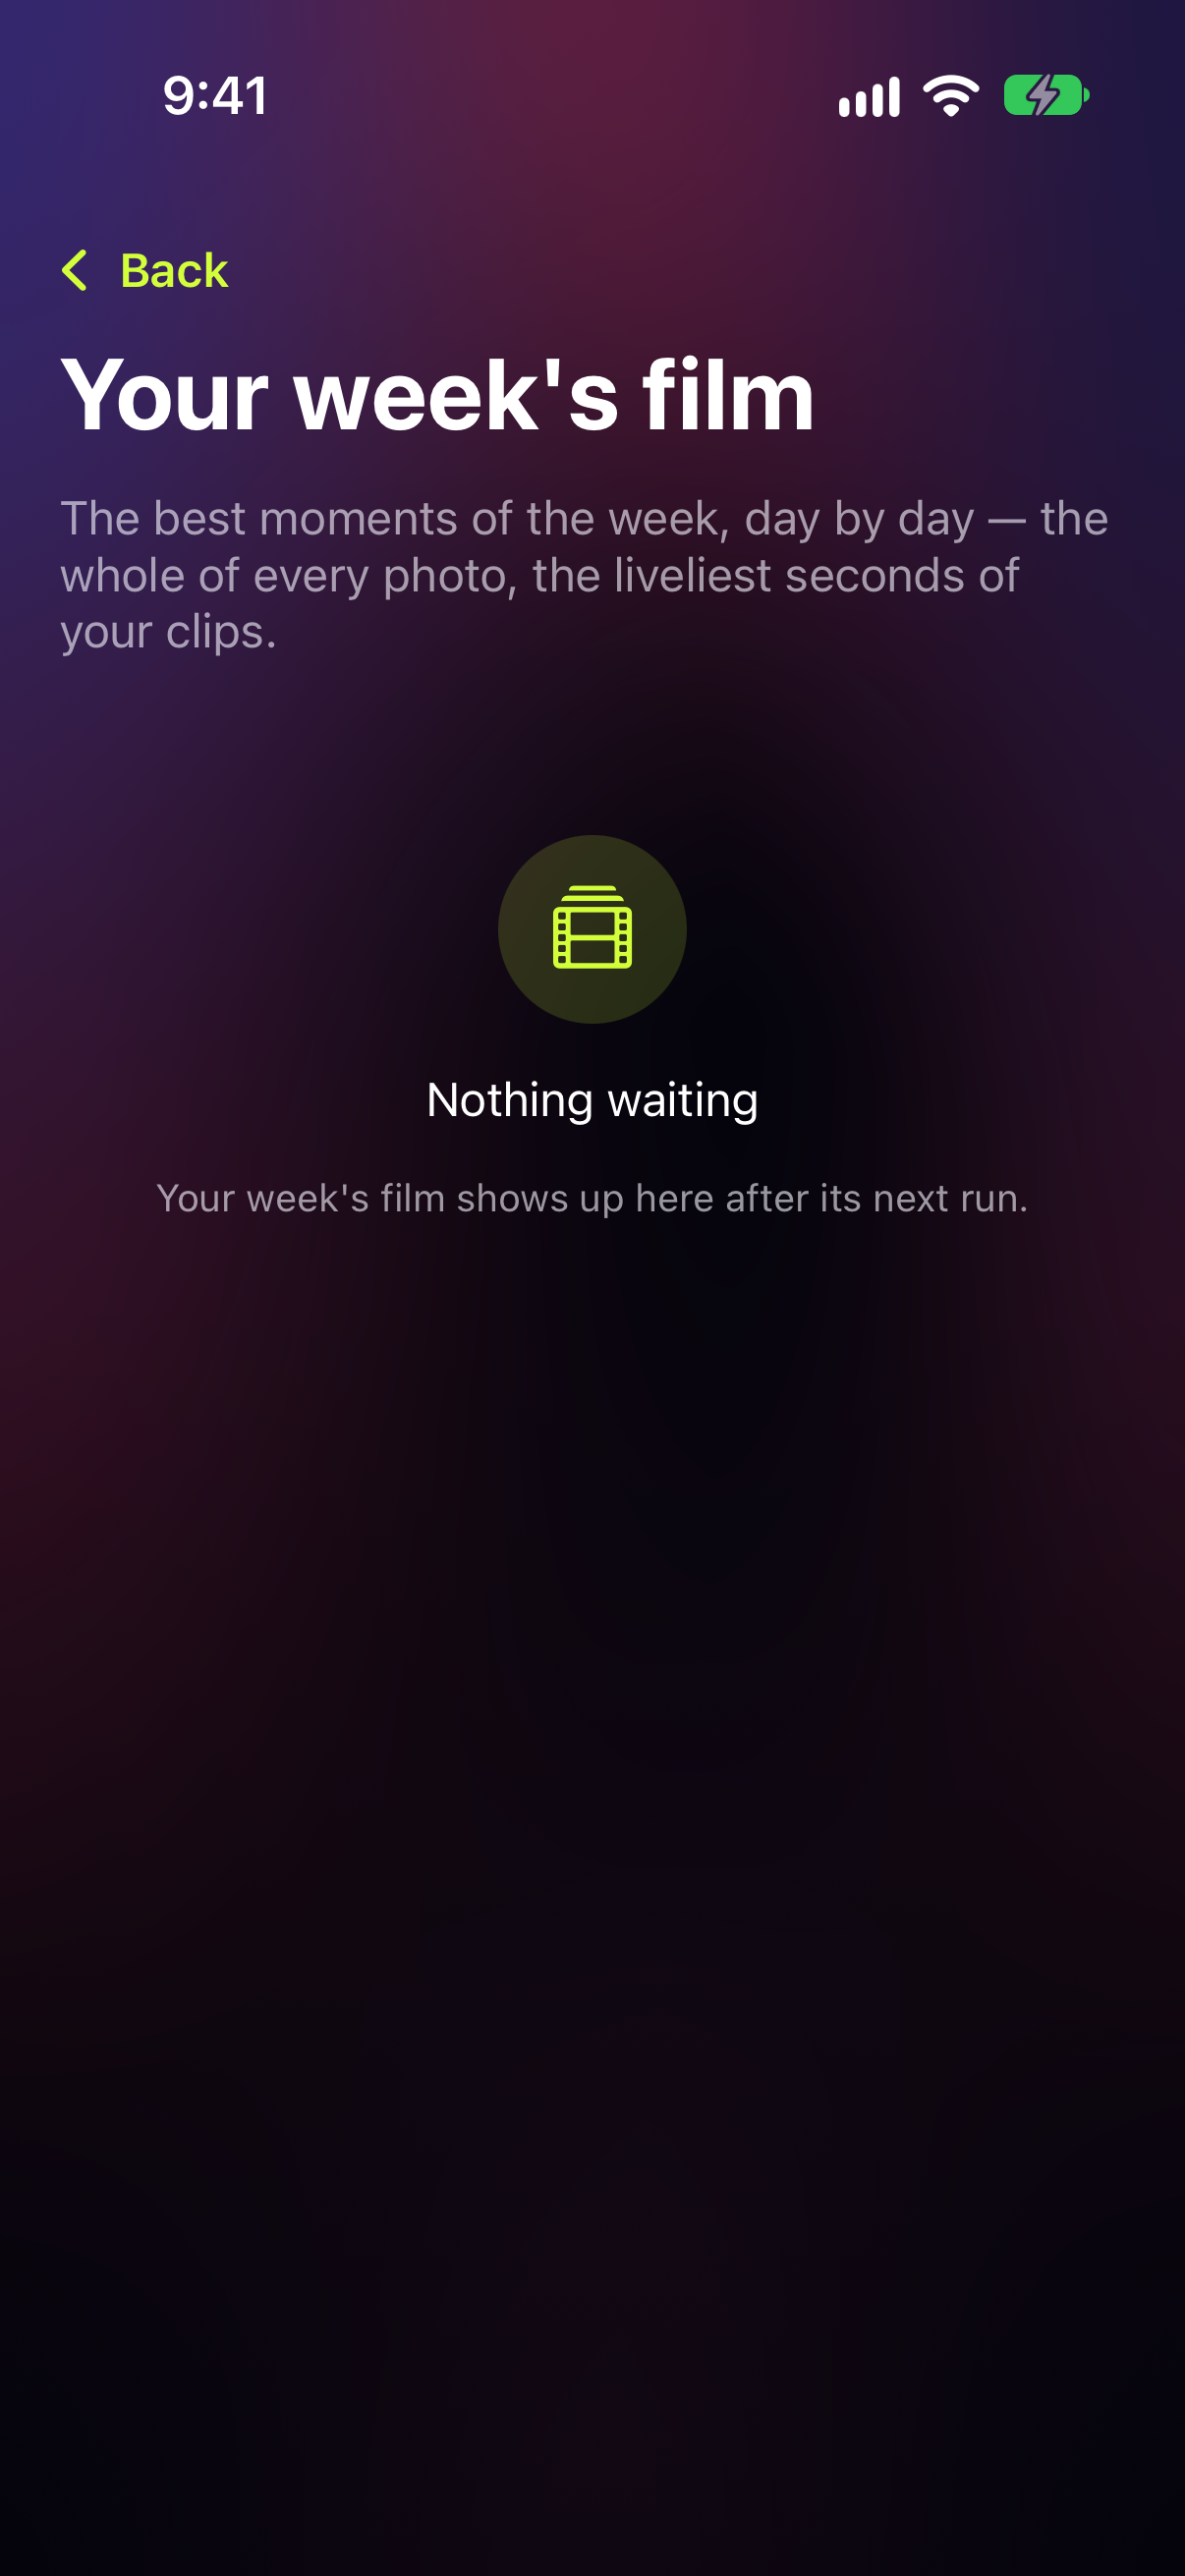 9:41
Back
Your week's film
The best moments of the week, day by day — the
whole of every photo, the liveliest seconds of
your clips.
Nothing waiting
Your week's film shows up here after its next run.